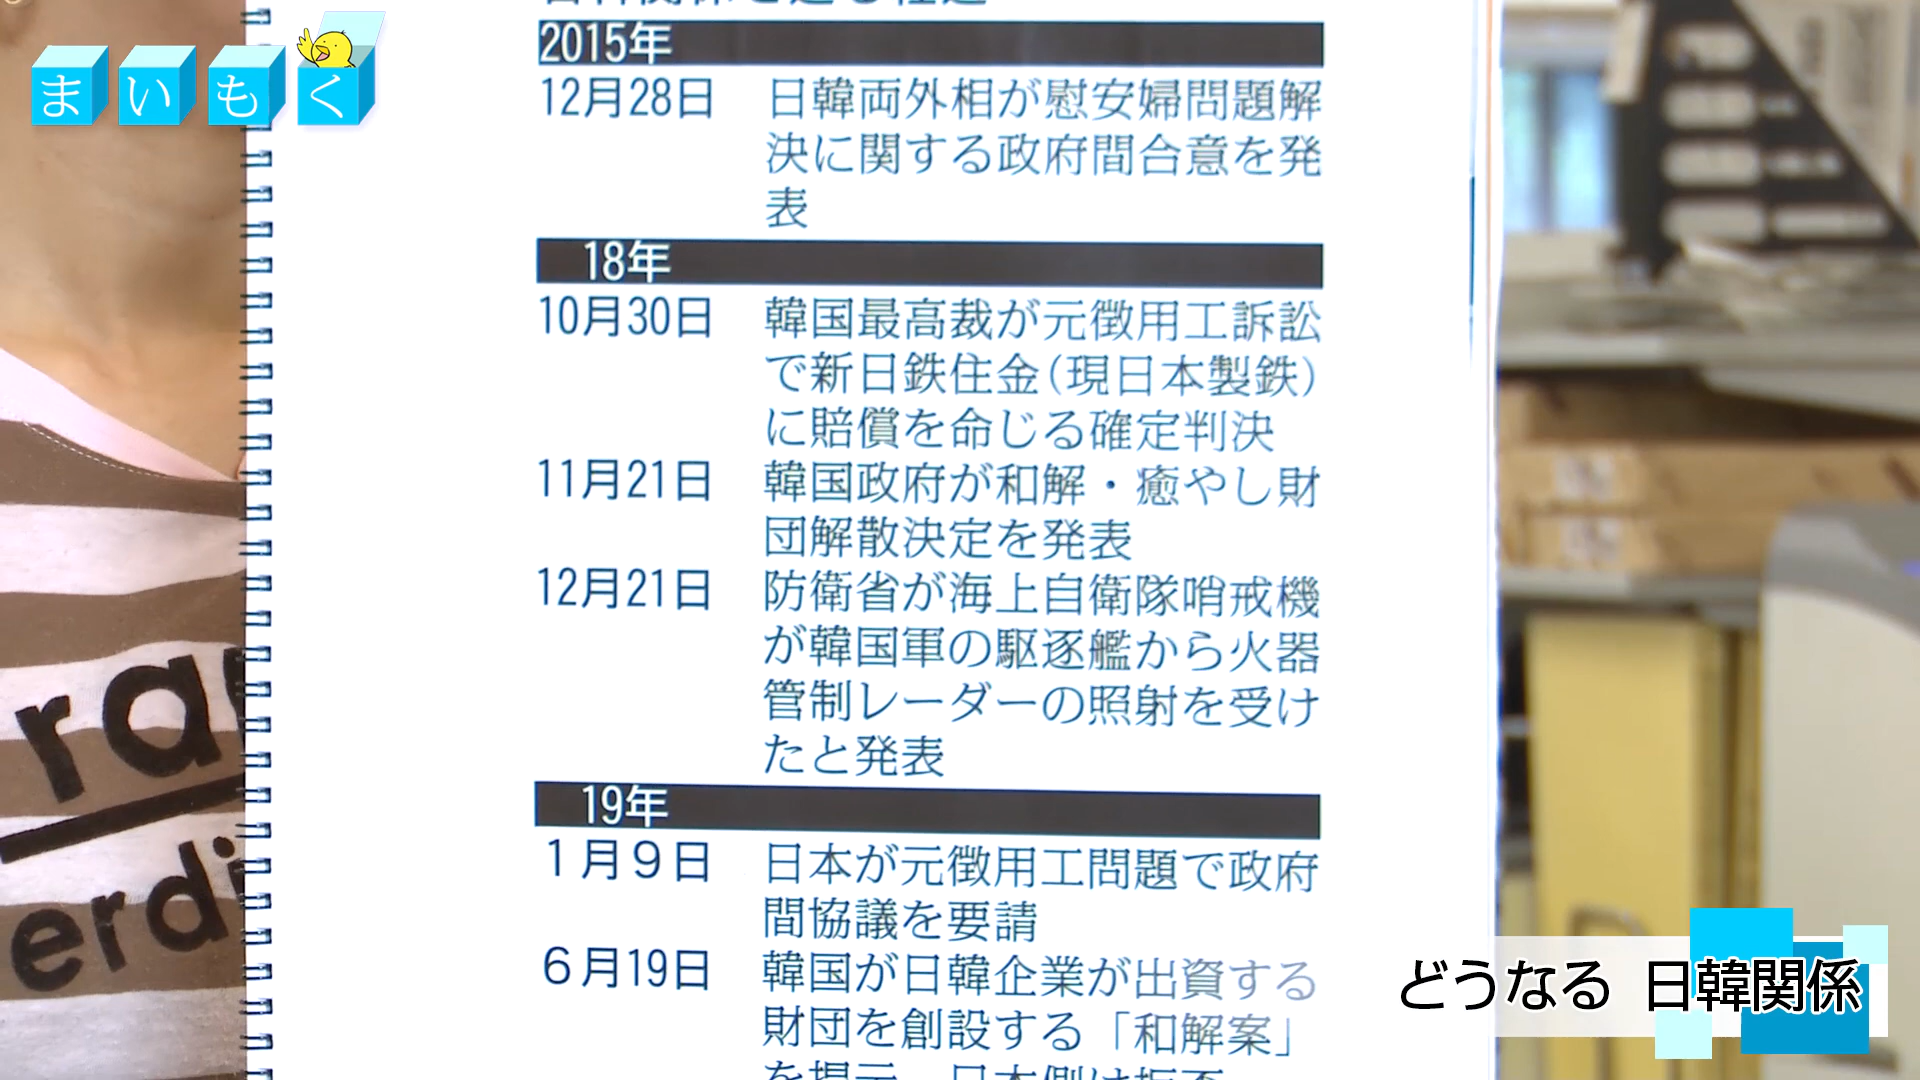 まいもく
2015年
12月28日 日韓両外相が慰安婦問題解
決に関する政府間合意を発
表
18年
10月30日 韓国最高裁が元徴用工訴訟
で新日鉄住金(現日本製鉄)
に賠償を命じる確定判決
11月21日 韓国政府が和解・癒やし財
団解散決定を発表
12月21日 防衛省が海上自衛隊哨戒機
が韓国軍の駆逐艦から火器
管制レーダーの照射を受け
たと発表
19年
1月9日 日本が元徴用工問題で政府
間協議を要請
6月19日 韓国が日韓企業が出資する
財団を創設する「和解案」
ra
erdi
どうなる 日韓関係